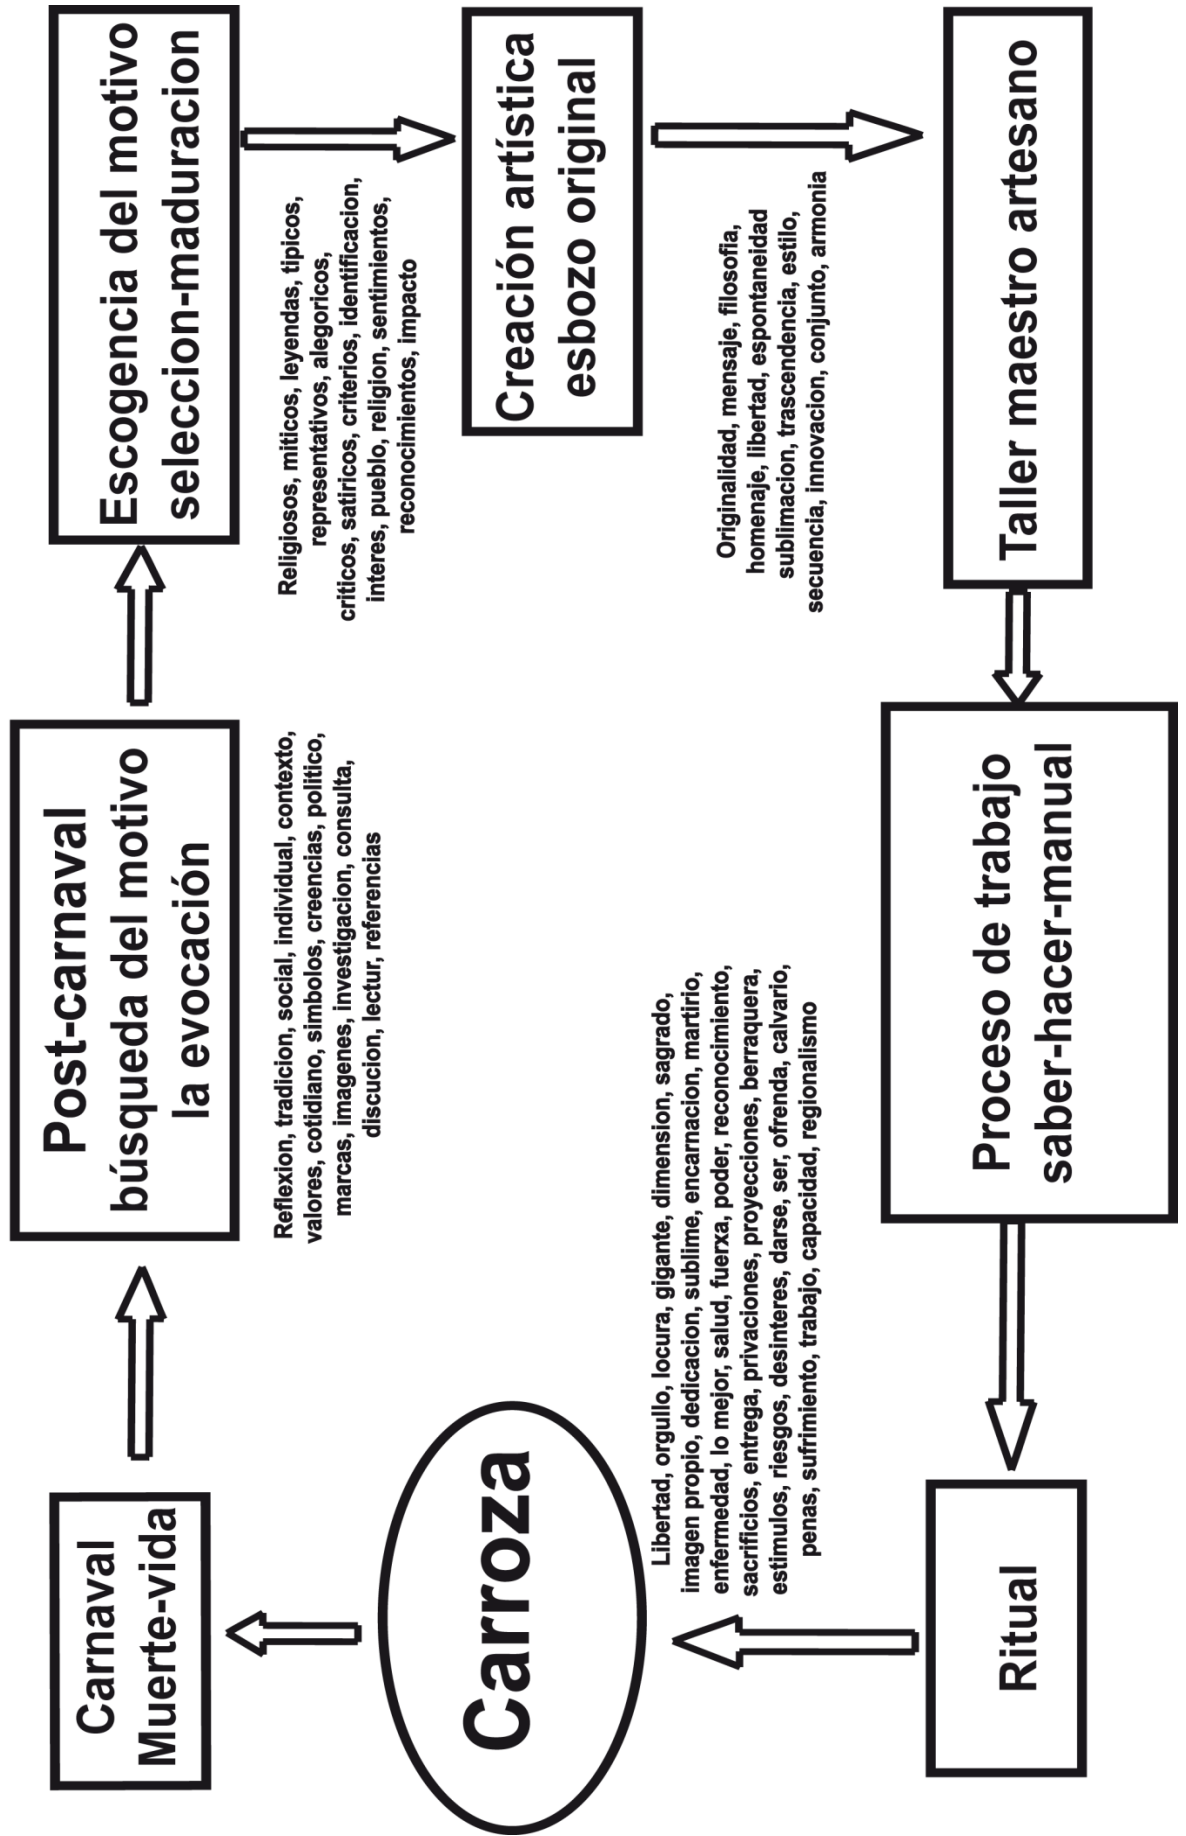 Carnaval
Muerte-vida
Post-carnaval
búsqueda del motivo
la evocación
Escogencia del motivo
seleccion-maduracion
Reflexion, tradicion, social, individual, contexto,
valores, cotidiano, simbolos, creencias, politico,
marcas, imagenes, investigacion, consulta,
discucion, lectur, referencias
Religiosos, miticos, leyendas, tipicos,
representativos, alegoricos,
criticos, satiricos, criterios, identificacion,
interes, pueblo, religion, sentimientos,
reconocimientos, impacto
Creación artística
esbozo original
Originalidad, mensaje, filosofia,
homenaje, libertad, espontaneidad
sublimacion, trascendencia, estilo,
secuencia, innovacion, conjunto, armonia
Taller maestro artesano
Proceso de trabajo
saber-hacer-manual
Libertad, orgullo, locura, gigante, dimension, sagrado,
imagen propio, dedicacion, sublime, encarnacion, martirio,
enfermedad, lo mejor, salud, fuerxa, poder, reconocimiento,
sacrificios, entrega, privaciones, proyecciones, berraquera,
estimulos, riesgos, desinteres, darse, ser, ofrenda, calvario,
penas, sufrimiento, trabajo, capacidad, regionalismo
Ritual
Carroza